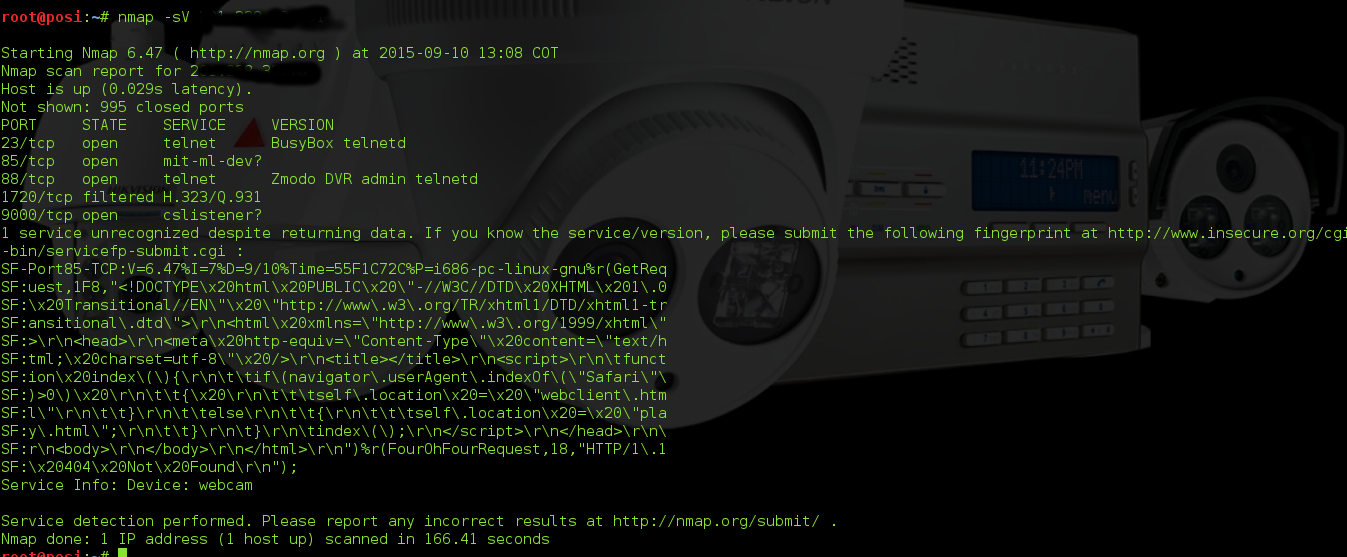 root@posi:~# nmap -sV
Starting Nmap 6.47 ( http://nmap.org ) at 2015-09-10 13:08 COT
Nmap scan report for 2
Host is up (0.029s latency).
Not shown: 995 closed ports
PORT     STATE    SERVICE     VERSION
23/tcp   open     telnet      BusyBox telnetd
85/tcp   open     mit-ml-dev?
88/tcp   open     telnet      Zmodo DVR admin telnetd
1720/tcp filtered H.323/Q.931
9000/tcp open     cslistener?
1 service unrecognized despite returning data. If you know the service/version, please submit the following fingerprint at http://www.insecure.org/cgi
-bin/servicefp-submit.cgi :
SF-Port85-TCP:V=6.47%I=7%D=9/10%Time=55F1C72C%P=i686-pc-linux-gnu%r(GetReq
SF:uest,1F8,"<!DOCTYPE\x20html\x20PUBLIC\x20\"-//W3C//DTD\x20XHTML\x201\.0
SF:\x20Transitional//EN\"\x20\"http://www\.w3\.org/TR/xhtml1/DTD/xhtml1-tr
SF:ansitional\.dtd\">\r\n<html\x20xmlns=\"http://www\.w3\.org/1999/xhtml\"
SF:>\r\n<head>\r\n<meta\x20http-equiv=\"Content-Type\"\x20content=\"text/h
SF:tml;\x20charset=utf-8\"\x20/>\r\n<title></title>\r\n<script>\r\n\tfunct
SF:ion\x20index\(\){\r\n\t\tif\(navigator\.userAgent\.indexOf\(\"Safari\"\
SF:)>0\)\x20\r\n\t\t{\x20\r\n\t\t\tself\.location\x20=\x20\"webclient\.htm
SF:l\"\r\n\t\t}\r\n\t\telse\r\n\t\t{\r\n\t\t\tself\.location\x20=\x20\"pla
SF:y\.html\";\r\n\t\t}\r\n\t}\r\n\tindex\(\);\r\n</script>\r\n</head>\r\n\
SF:r\n<body>\r\n</body>\r\n</html>\r\n")%r(FourOhFourRequest,18,"HTTP/1\.1
SF:\x20404\x20Not\x20Found\r\n");
Service Info: Device: webcam
Service detection performed. Please report any incorrect results at http://nmap.org/submit/ .
Nmap done: 1 IP address (1 host up) scanned in 166.41 seconds
root@posi:~#
11:24PM
menu